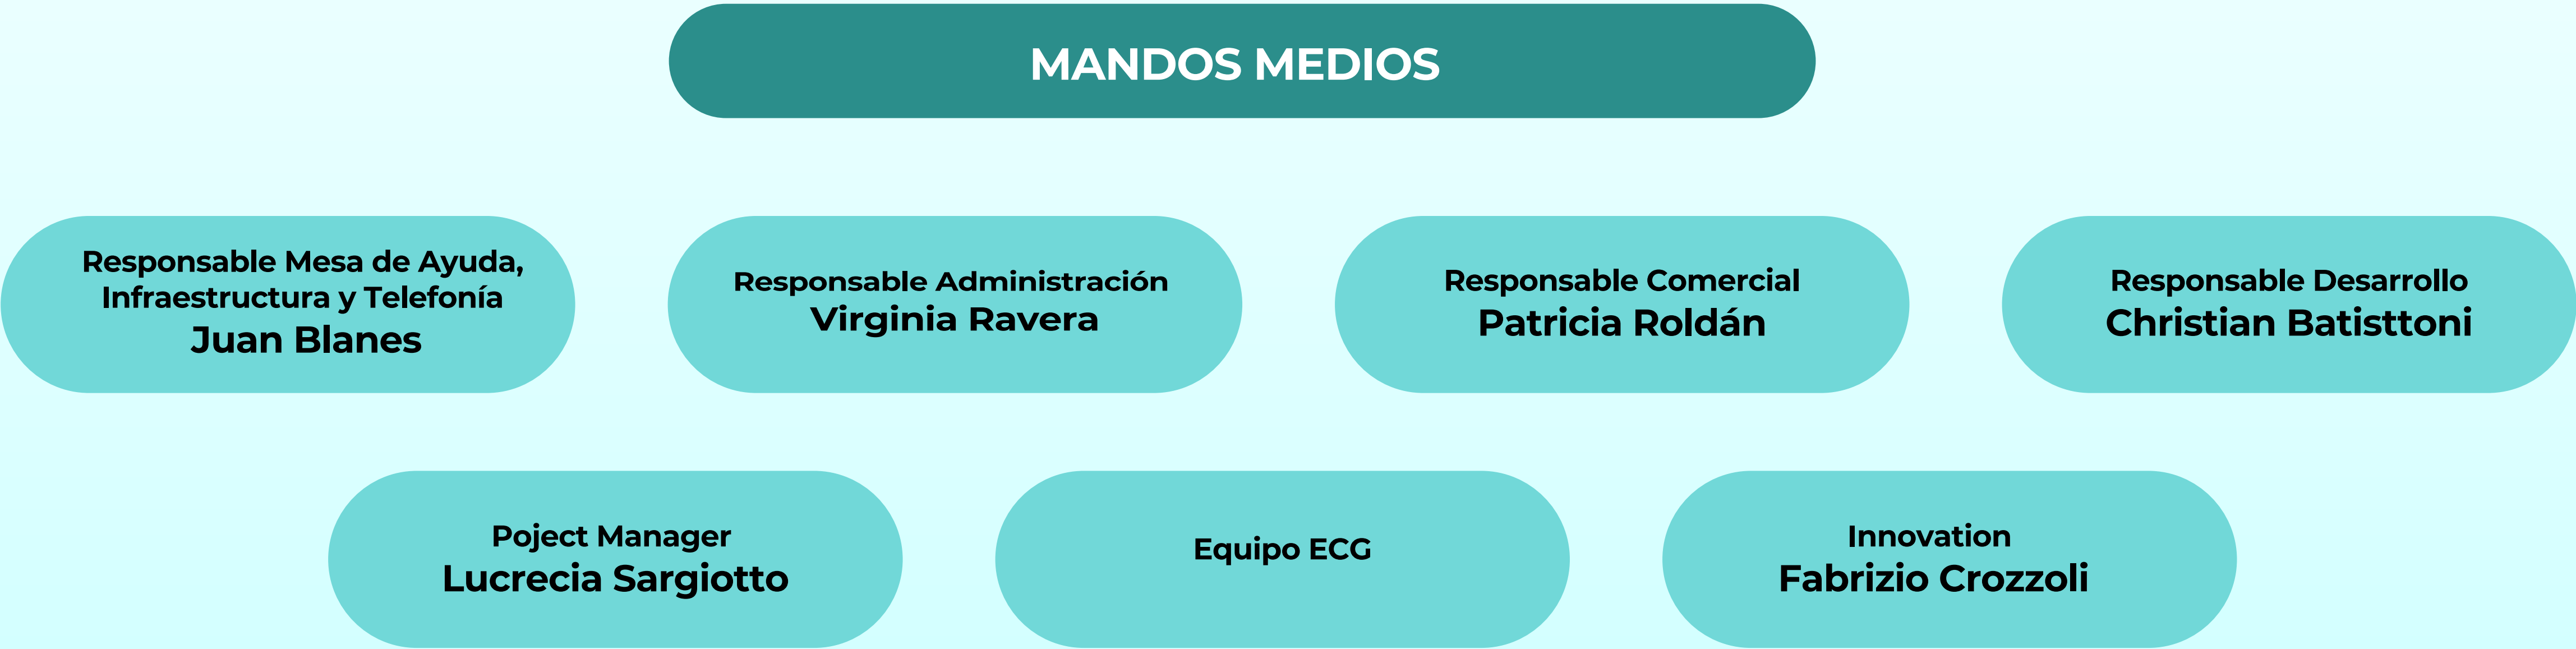 MANDOS MEDIOS
Responsable Mesa de Ayuda,
Infraestructura y Telefonía
Juan Blanes
Responsable Administración
Virginia Ravera
Responsable Comercial
Patricia Roldán
Responsable Desarrollo
Christian Batisttoni
Poject Manager
Lucrecia Sargiotto
Equipo ECG
Innovation
Fabrizio Crozzoli